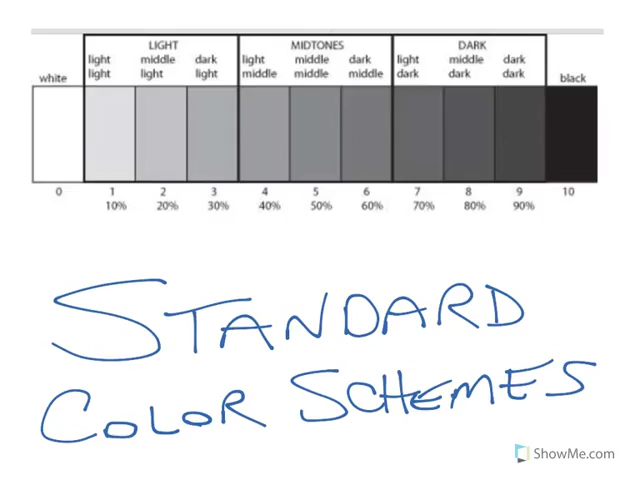 LIGHT MIDTONES DARK
light middle dark light middle dark light middle dark
white light light light middle middle middle dark dark dark black
0 1 2 3 4 5 6 7 8 9 10
10% 20% 30% 40% 50% 60% 70% 80% 90%
STANDARD
COLOR SCHEMES
ShowMe.com